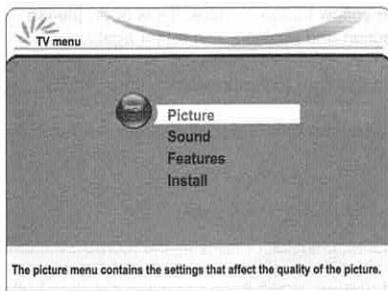 TV menu
Picture
Sound
Features
Install
The picture menu contains the settings that affect the quality of the picture.